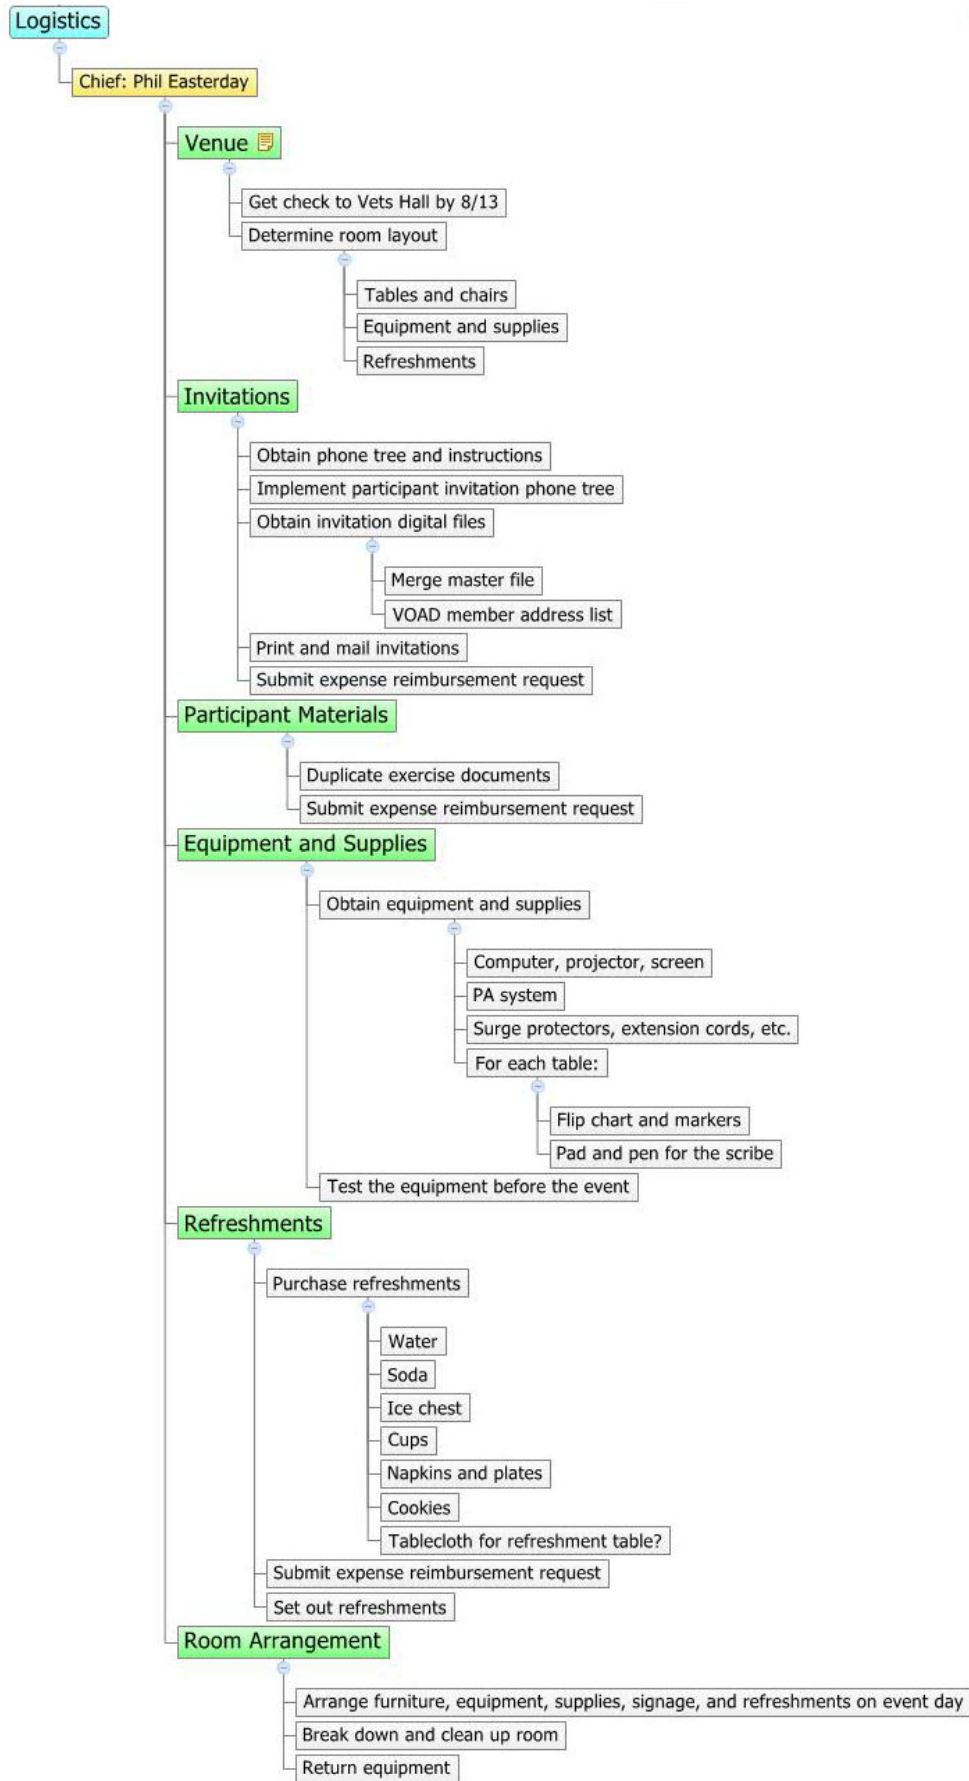 Logistics
Chief: Phil Easterday
Venue
Get check to Vets Hall by 8/13
Determine room layout
Tables and chairs
Equipment and supplies
Refreshments
Invitations
Obtain phone tree and instructions
Implement participant invitation phone tree
Obtain invitation digital files
Merge master file
VOAD member address list
Print and mail invitations
Submit expense reimbursement request
Participant Materials
Duplicate exercise documents
Submit expense reimbursement request
Equipment and Supplies
Obtain equipment and supplies
Computer, projector, screen
PA system
Surge protectors, extension cords, etc.
For each table:
Flip chart and markers
Pad and pen for the scribe
Test the equipment before the event
Refreshments
Purchase refreshments
Water
Soda
Ice chest
Cups
Napkins and plates
Cookies
Tablecloth for refreshment table?
Submit expense reimbursement request
Set out refreshments
Room Arrangement
Arrange furniture, equipment, supplies, signage, and refreshments on event day
Break down and clean up room
Return equipment